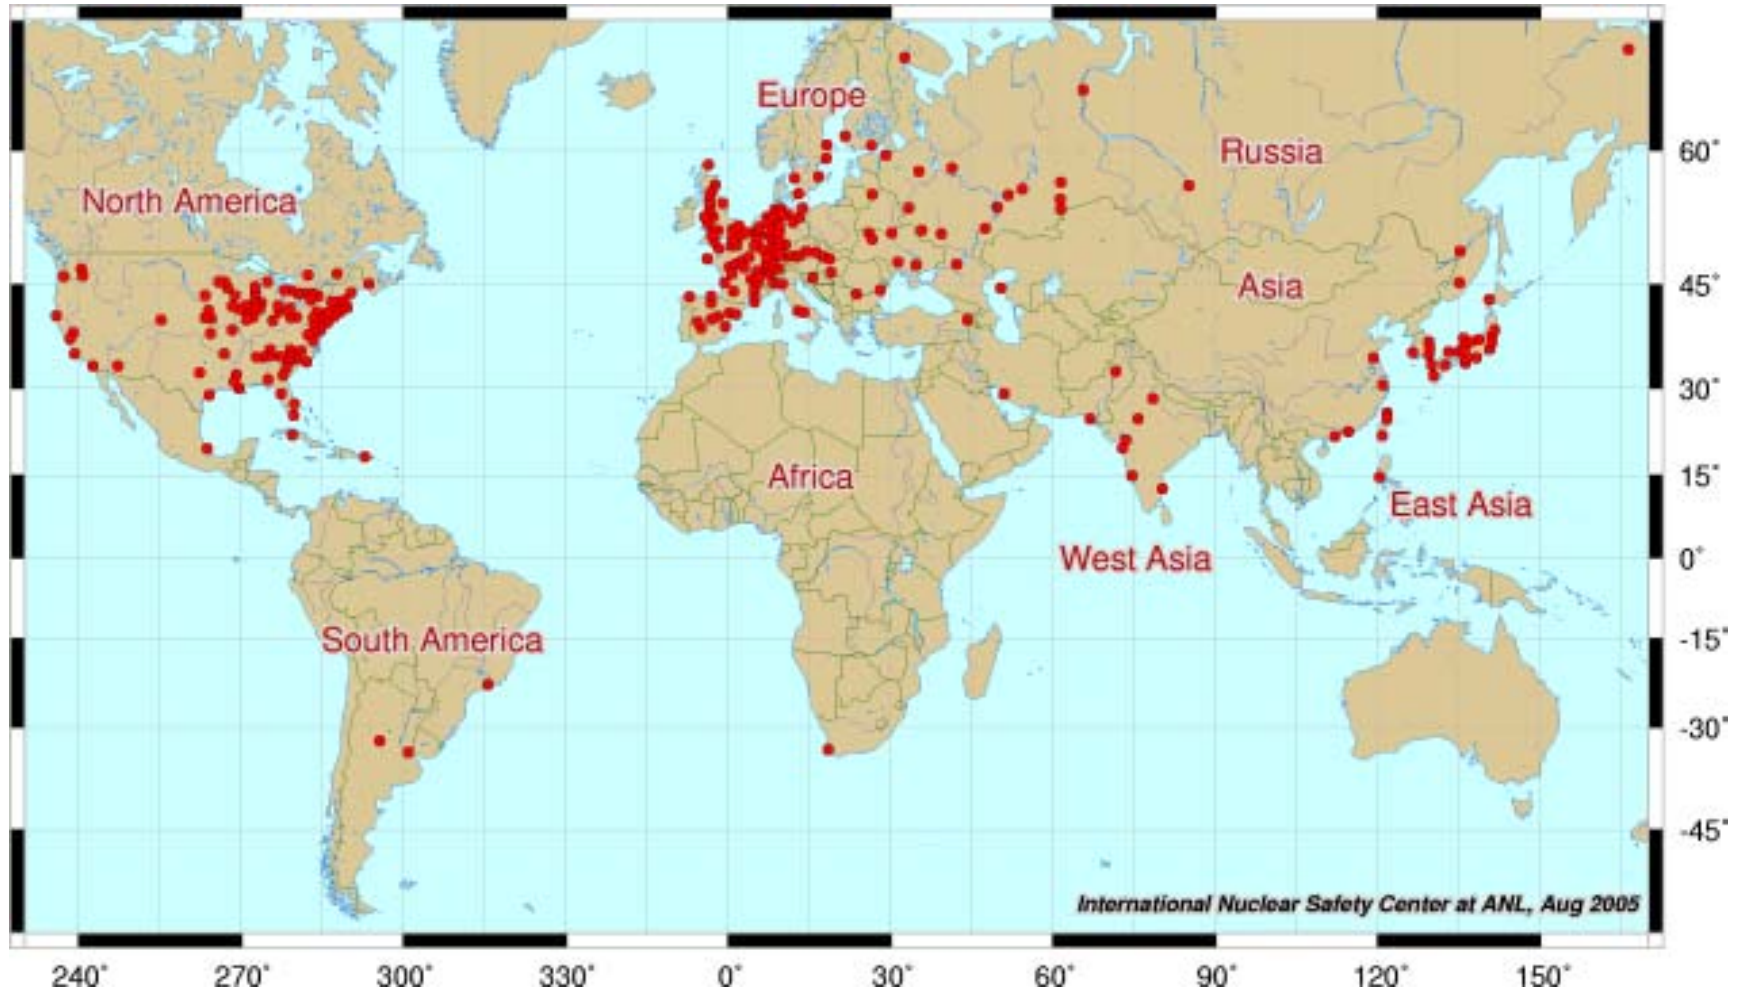 Europe
Russia
60°
North America
Asia
45°
30°
Africa
15°
East Asia
West Asia
0°
South America
-15°
-30°
-45°
International Nuclear Safety Center at ANL, Aug 2005
240° 270° 300° 330° 0° 30° 60° 90° 120° 150°